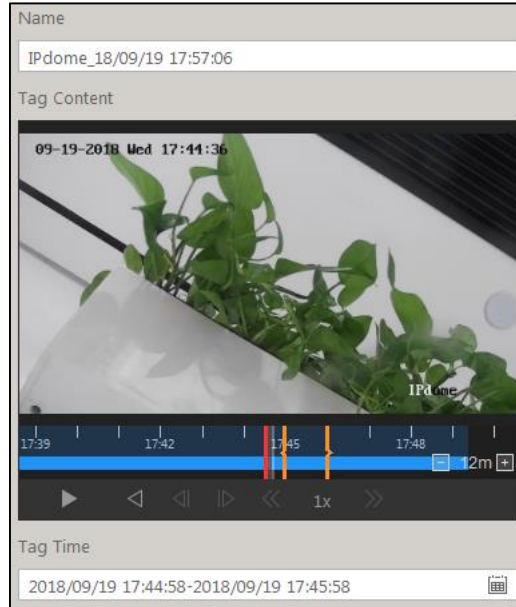 Name
IPdome_18/09/19 17:57:06
Tag Content
09-19-2018 Wed 17:44:36
IPdome
17:39 17:42 17:45 17:48
12m
1x
Tag Time
2018/09/19 17:44:58-2018/09/19 17:45:58